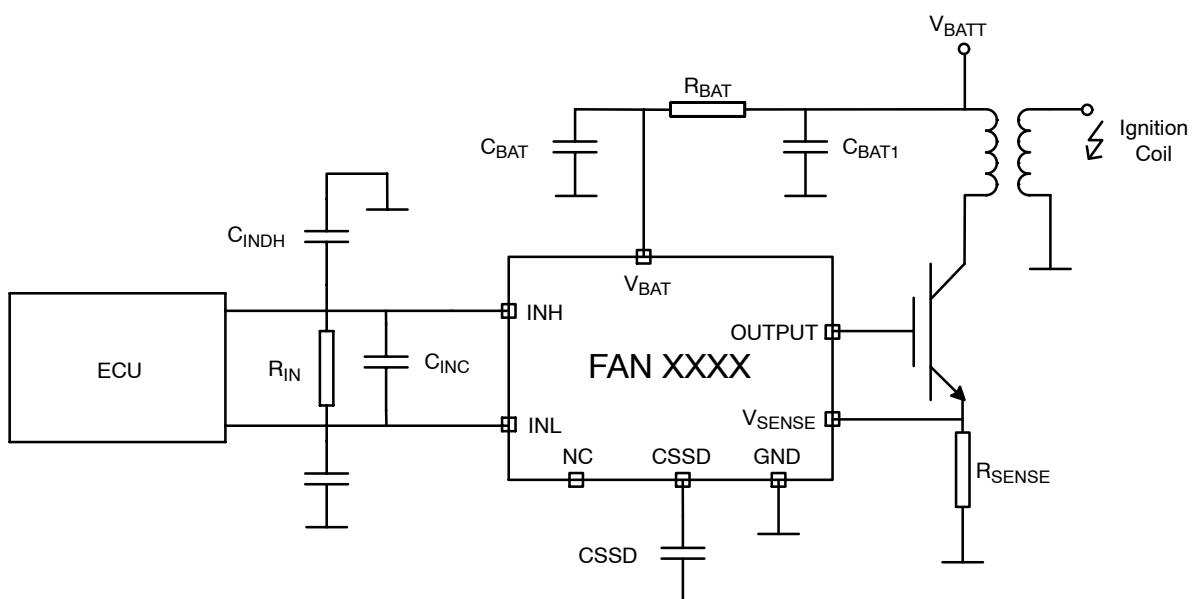 VBATT
RBAT
CBAT
CBAT1
Ignition
Coil
CINDH
VBAT
INH
OUTPUT
ECU
RIN
CINC
FAN XXXX
INL
VSENSE
NC
CSSD
GND
RSENSE
CSSD